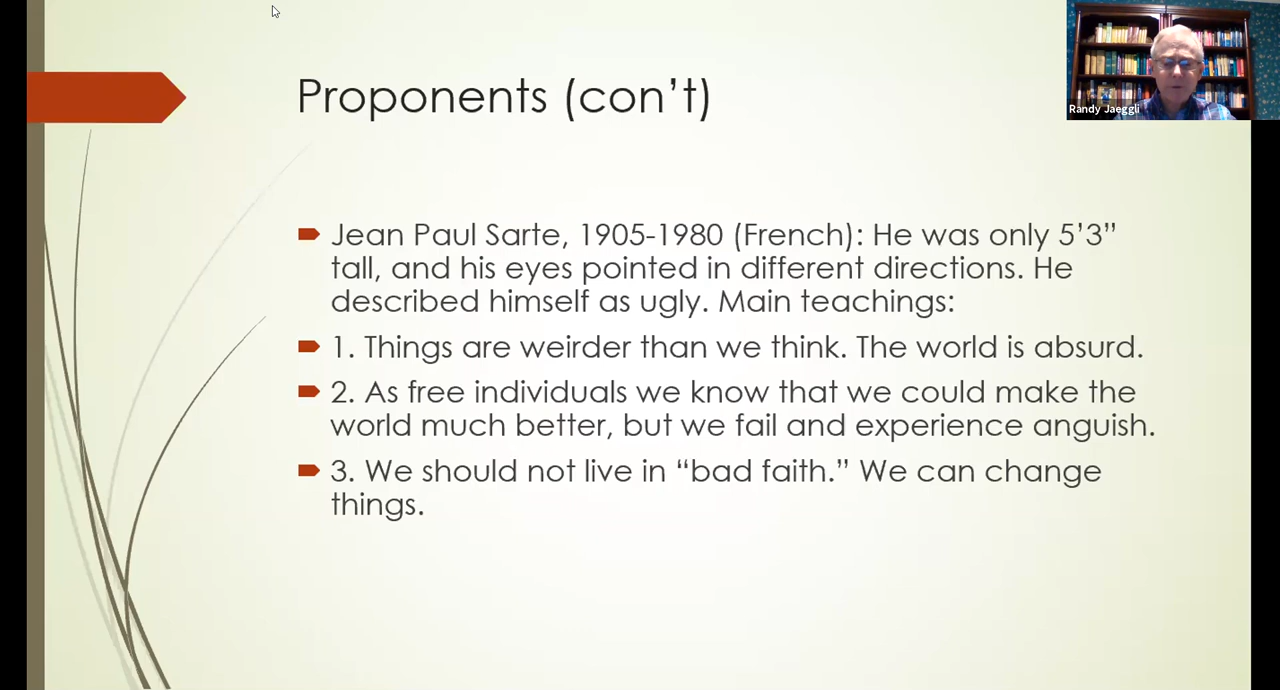 Randy Jaeggli
Proponents (con’t)
Jean Paul Sarte, 1905-1980 (French): He was only 5’3”
tall, and his eyes pointed in different directions. He
described himself as ugly. Main teachings:
1. Things are weirder than we think. The world is absurd.
2. As free individuals we know that we could make the
world much better, but we fail and experience anguish.
3. We should not live in “bad faith.” We can change
things.